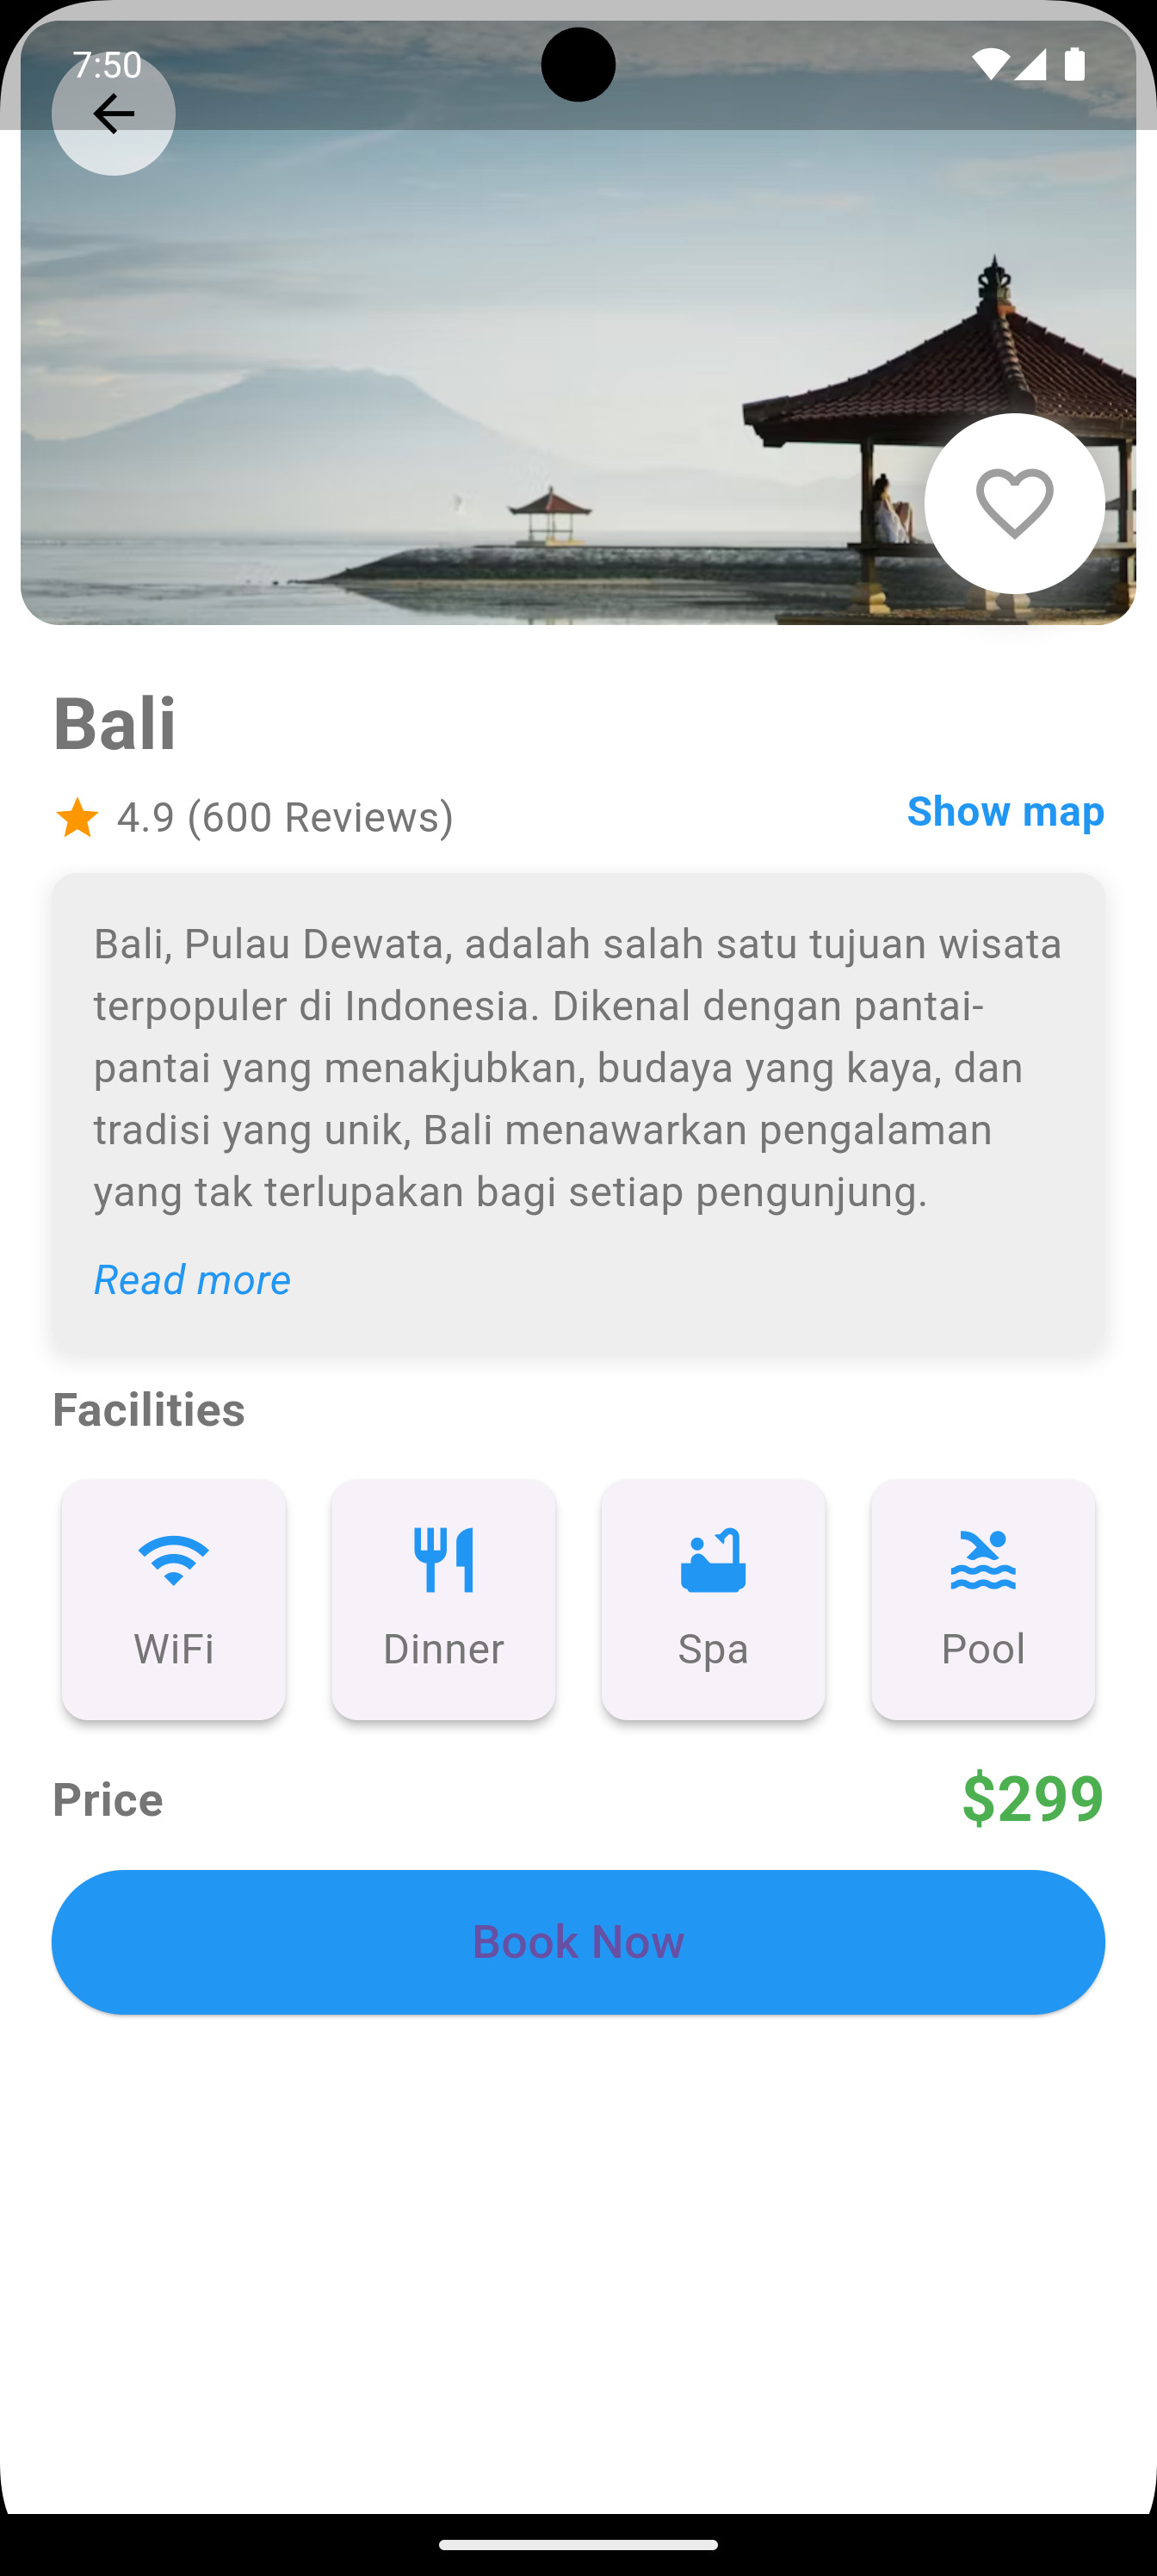 7:50
Bali
4.9 (600 Reviews)
Show map
Bali, Pulau Dewata, adalah salah satu tujuan wisata
terpopuler di Indonesia. Dikenal dengan pantai-
pantai yang menakjubkan, budaya yang kaya, dan
tradisi yang unik, Bali menawarkan pengalaman
yang tak terlupakan bagi setiap pengunjung.
Read more
Facilities
WiFi
Dinner
Spa
Pool
Price
$299
Book Now